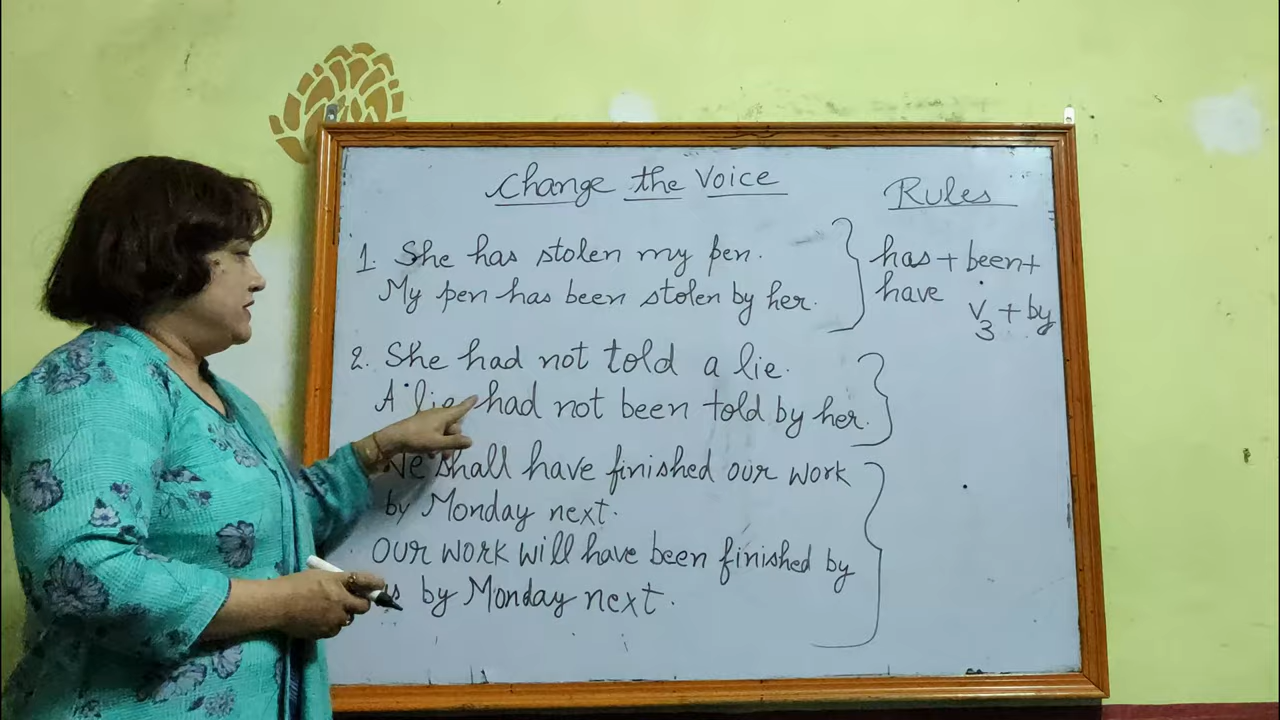 Change the Voice
Rules
1. She has stolen my pen.
My pen has been stolen by her.
has + been +
have
V3 + by
2. She had not told a lie.
A lie had not been told by her.
We shall have finished our work
by Monday next.
Our work will have been finished by
us by Monday next.